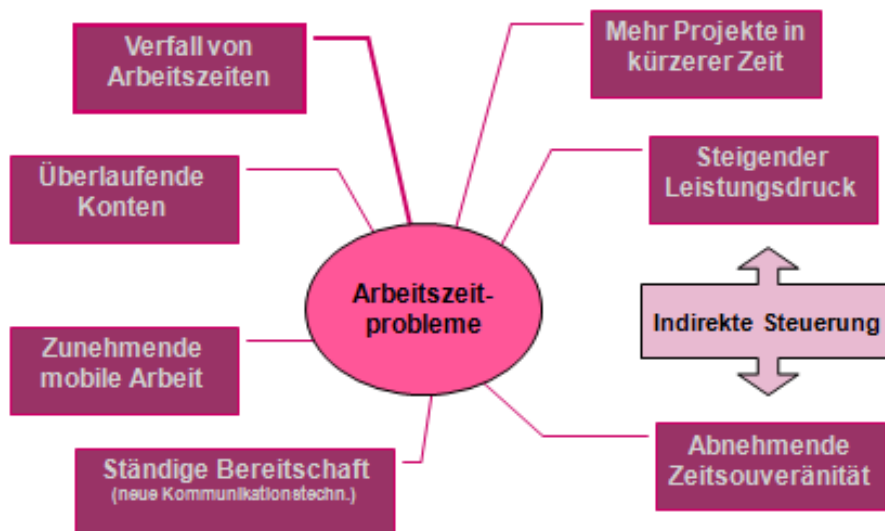 Verfall von
Arbeitszeiten
Mehr Projekte in
kürzerer Zeit
Überlaufende
Konten
Steigender
Leistungsdruck
Arbeitszeit-
probleme
Indirekte Steuerung
Zunehmende
mobile Arbeit
Ständige Bereitschaft
(neue Kommunikationstechn.)
Abnehmende
Zeitsouveränität